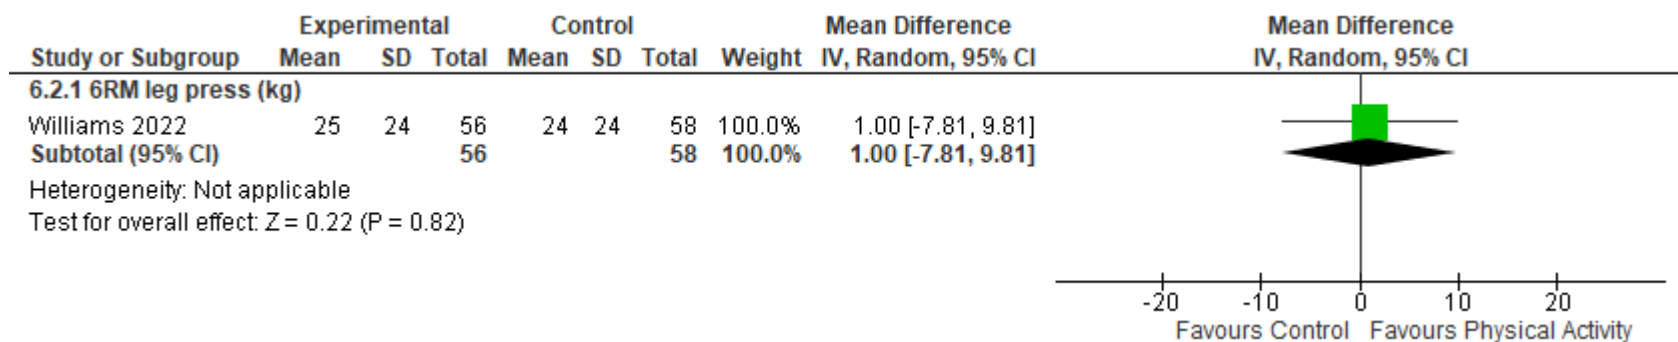 Experimental Control Mean Difference Mean Difference
Study or Subgroup Mean SD Total Mean SD Total Weight IV, Random, 95% CI IV, Random, 95% CI
6.2.1 6RM leg press (kg)
Williams 2022 25 24 56 24 24 58 100.0% 1.00 [-7.81, 9.81]
Subtotal (95% CI) 56 58 100.0% 1.00 [-7.81, 9.81]
Heterogeneity: Not applicable
Test for overall effect: Z = 0.22 (P = 0.82)
-20 -10 0 10 20
Favours Control Favours Physical Activity